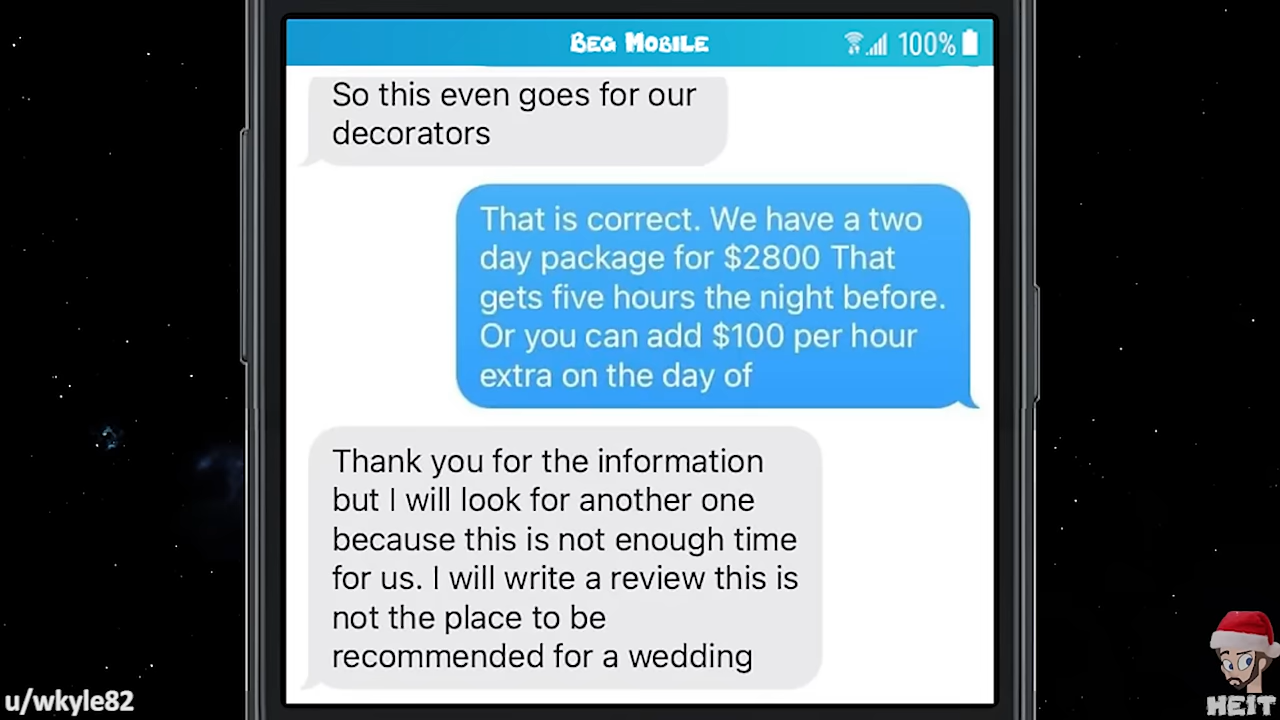 Beg Mobile
100%
So this even goes for our
decorators
That is correct. We have a two
day package for $2800 That
gets five hours the night before.
Or you can add $100 per hour
extra on the day of
Thank you for the information
but I will look for another one
because this is not enough time
for us. I will write a review this is
not the place to be
recommended for a wedding
u/wkyle82
HEIT